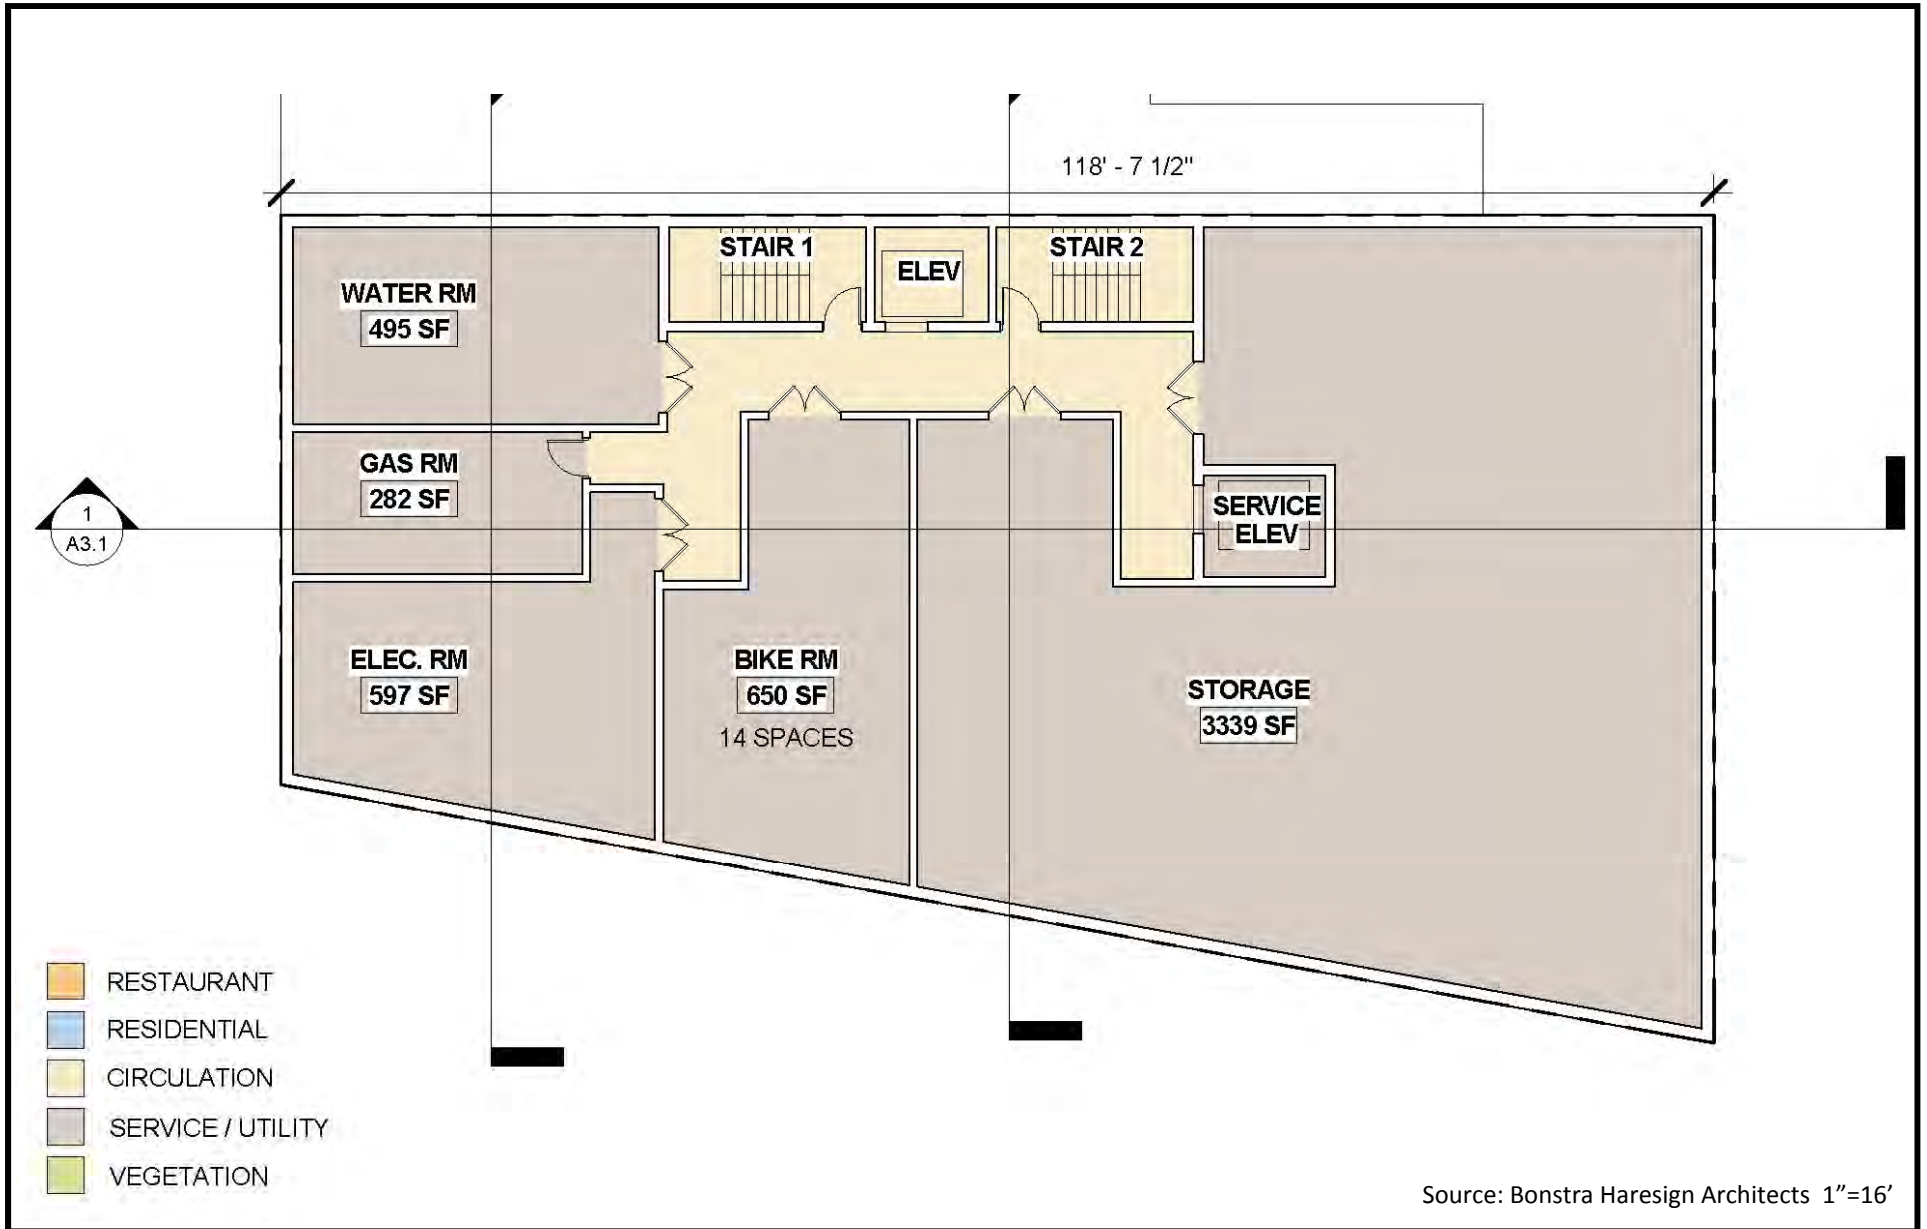 118' - 7 1/2"
STAIR 1
STAIR 2
ELEV
WATER RM
495 SF
GAS RM
282 SF
1
A3.1
SERVICE
ELEV
ELEC. RM
597 SF
BIKE RM
650 SF
14 SPACES
STORAGE
3339 SF
RESTAURANT
RESIDENTIAL
CIRCULATION
SERVICE / UTILITY
VEGETATION
Source: Bonstra Haresign Architects 1”=16’